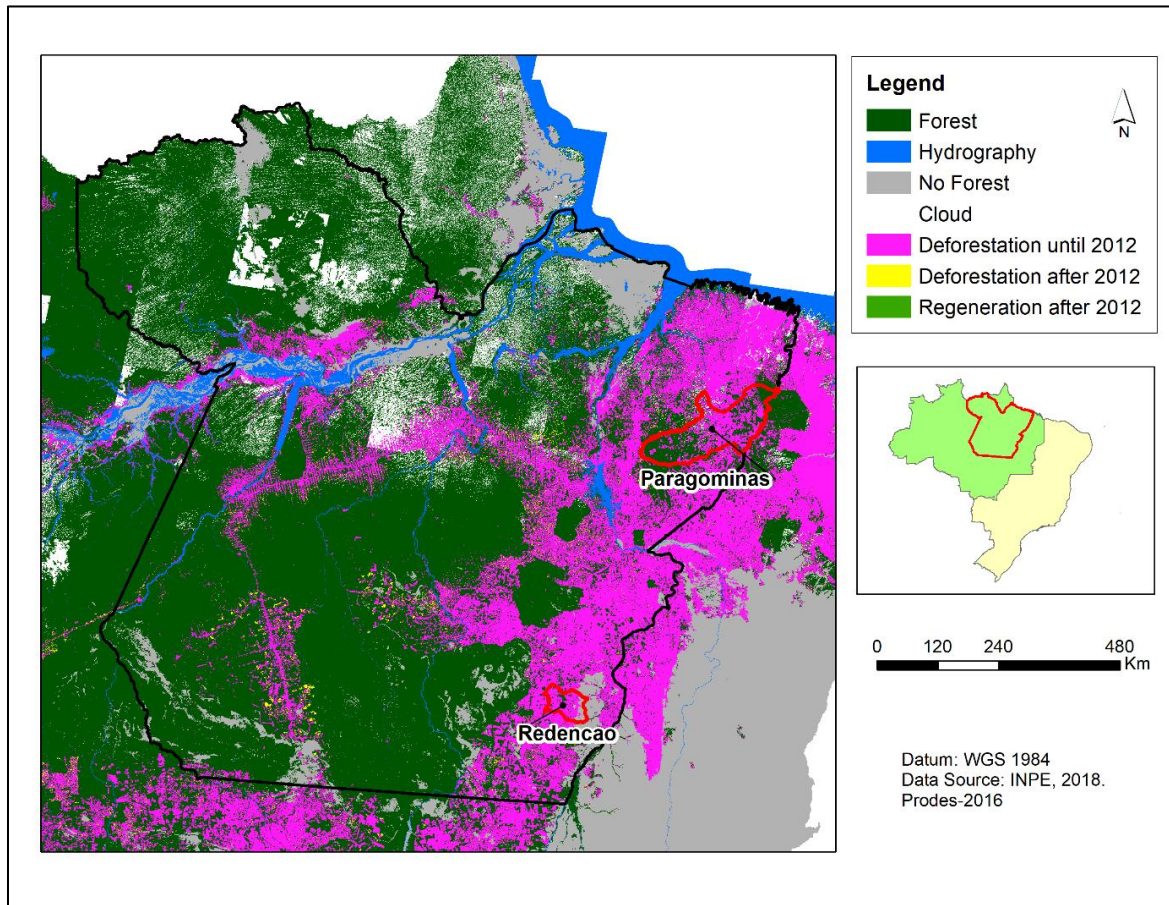 Paragominas
Redencao
Legend
Forest
Hydrography
No Forest
Cloud
Deforestation until 2012
Deforestation after 2012
Regeneration after 2012
N
0 120 240 480
Km
Datum: WGS 1984
Data Source: INPE, 2018.
Prodes-2016